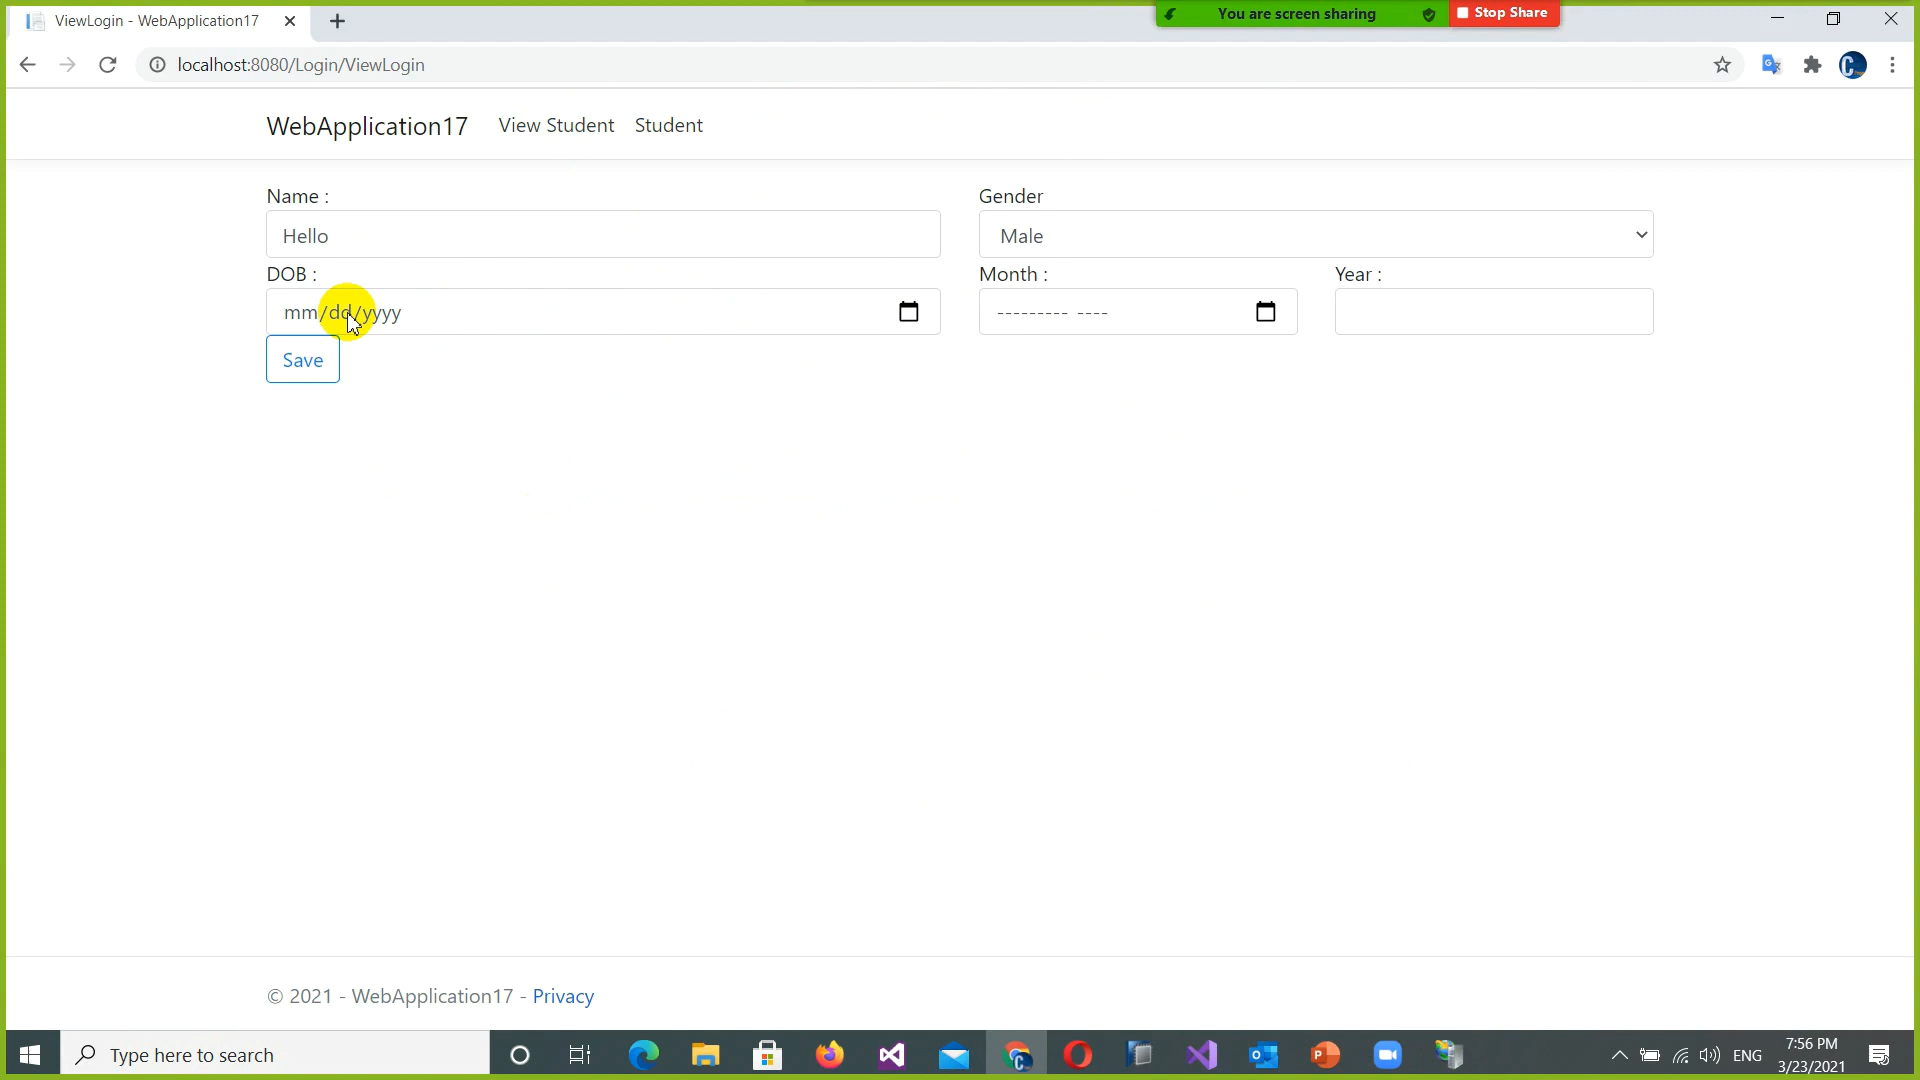 ViewLogin - WebApplication17
You are screen sharing
Stop Share
localhost:8080/Login/ViewLogin
WebApplication17 View Student Student
Name :
Gender
Hello
Male
DOB :
Month :
Year :
mm/dd/yyyy
--------- ----
Save
© 2021 - WebApplication17 - Privacy
Type here to search
ENG
7:56 PM
3/23/2021